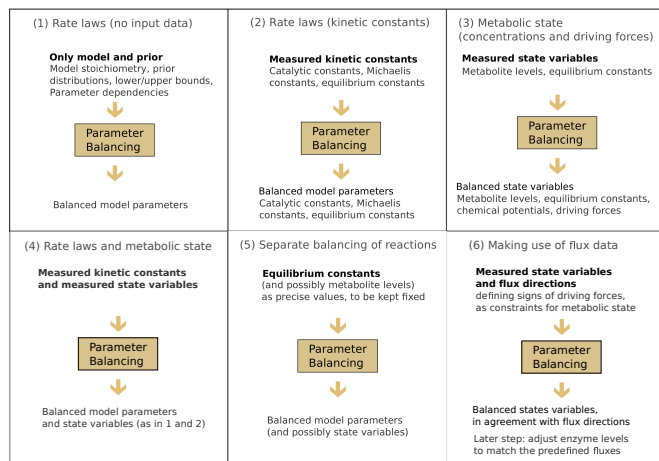 (1) Rate laws (no input data)
Only model and prior
Model stoichiometry, prior
distributions, lower/upper bounds,
Parameter dependencies
Parameter
Balancing
Balanced model parameters
(2) Rate laws (kinetic constants)
Measured kinetic constants
Catalytic constants, Michaelis
constants, equilibrium constants
Parameter
Balancing
Balanced model parameters
Catalytic constants, Michaelis
constants, equilibrium constants
(3) Metabolic state
(concentrations and driving forces)
Measured state variables
Metabolite levels, equilibrium constants
Parameter
Balancing
Balanced state variables
Metabolite levels, equilibrium constants,
chemical potentials, driving forces
(4) Rate laws and metabolic state
Measured kinetic constants
and measured state variables
Parameter
Balancing
Balanced model parameters
and state variables (as in 1 and 2)
(5) Separate balancing of reactions
Equilibrium constants
(and possibly metabolite levels)
as precise values, to be kept fixed
Parameter
Balancing
Balanced model parameters
(and possibly state variables)
(6) Making use of flux data
Measured state variables
and flux directions
defining signs of driving forces,
as constraints for metabolic state
Parameter
Balancing
Balanced states variables,
in agreement with flux directions
Later step: adjust enzyme levels
to match the predefined fluxes